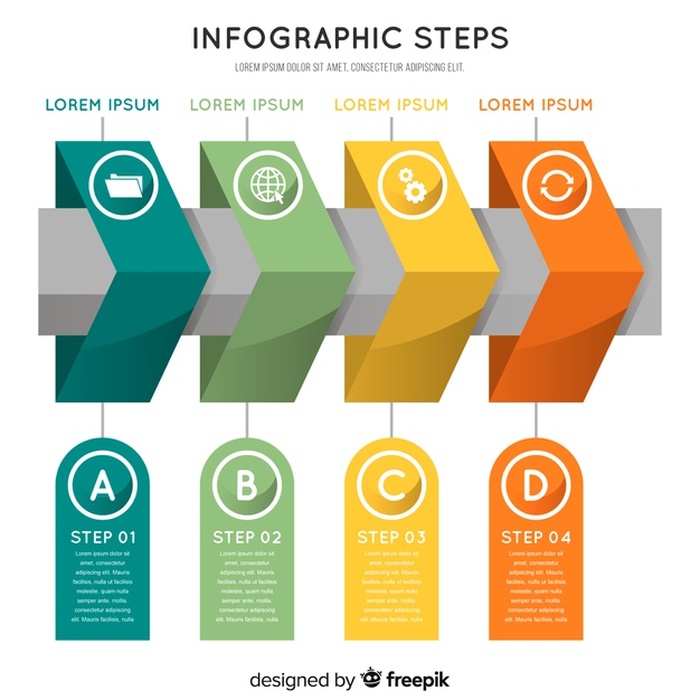 INFOGRAPHIC STEPS
LOREM IPSUM DOLOR SIT AMET, CONSECTETUR ADIPISCING ELIT.
LOREM IPSUM
LOREM IPSUM
LOREM IPSUM
LOREM IPSUM
A
STEP 01
Lorem ipsum dolor sit
amet, consectetur
adipiscing elit. Mauris
facilisis, nulla ut facilisis
molestie, quam urna
semper ante, mollis
consectetur adipiscing
elit. Mauris
facilisis, nulla
B
STEP 02
Lorem ipsum dolor sit
amet, consectetur
adipiscing elit. Mauris
facilisis, nulla ut facilisis
molestie, quam urna
semper ante, mollis
consectetur adipiscing
elit. Mauris
facilisis, nulla
C
STEP 03
Lorem ipsum dolor sit
amet, consectetur
adipiscing elit. Mauris
facilisis, nulla ut facilisis
molestie, quam urna
semper ante, mollis
consectetur adipiscing
elit. Mauris
facilisis, nulla
D
STEP 04
Lorem ipsum dolor sit
amet, consectetur
adipiscing elit. Mauris
facilisis, nulla ut facilisis
molestie, quam urna
semper ante, mollis
consectetur adipiscing
elit. Mauris
facilisis, nulla
designed by freepik